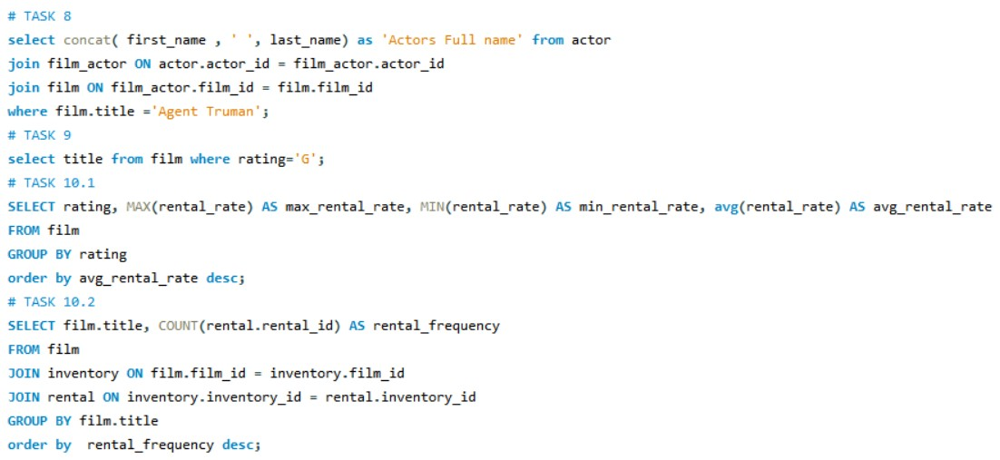 # TASK 8
select concat( first_name , ' ', last_name) as 'Actors Full name' from actor
join film_actor ON actor.actor_id = film_actor.actor_id
join film ON film_actor.film_id = film.film_id
where film.title ='Agent Truman';
# TASK 9
select title from film where rating='G';
# TASK 10.1
SELECT rating, MAX(rental_rate) AS max_rental_rate, MIN(rental_rate) AS min_rental_rate, avg(rental_rate) AS avg_rental_rate
FROM film
GROUP BY rating
order by avg_rental_rate desc;
# TASK 10.2
SELECT film.title, COUNT(rental.rental_id) AS rental_frequency
FROM film
JOIN inventory ON film.film_id = inventory.film_id
JOIN rental ON inventory.inventory_id = rental.inventory_id
GROUP BY film.title
order by  rental_frequency desc;